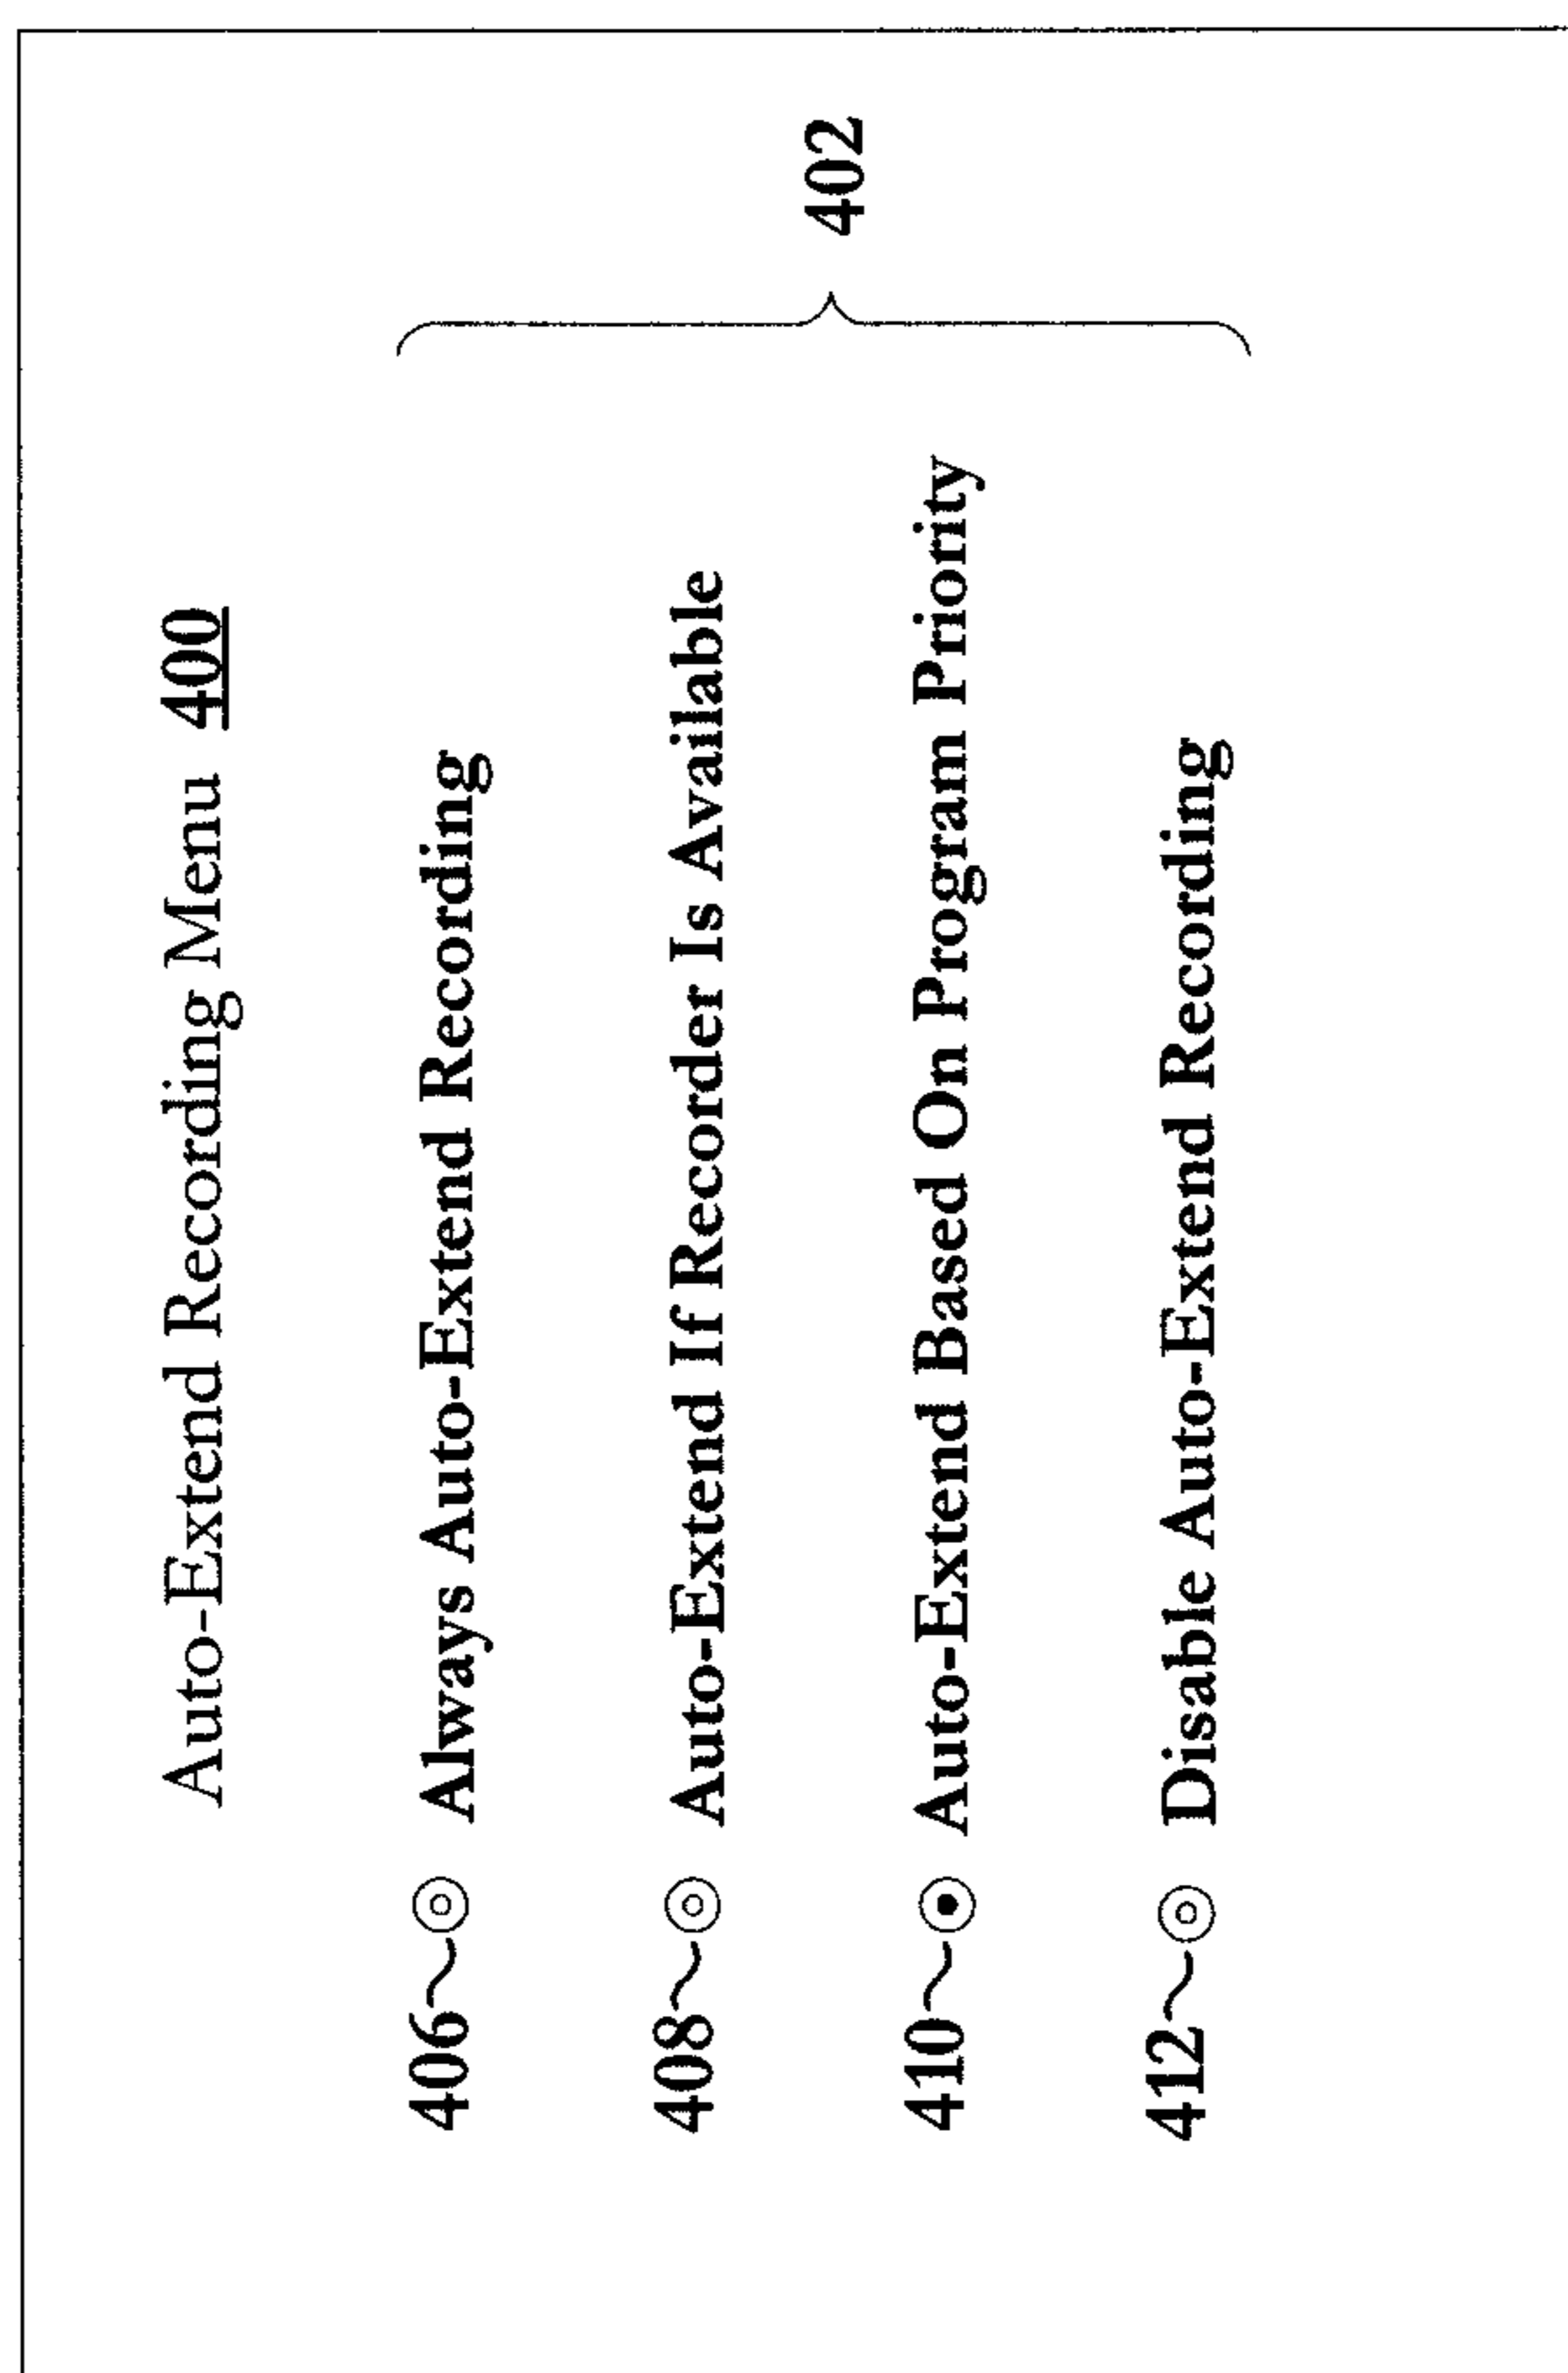 Auto-Extend Recording Menu 400
406 Always Auto-Extend Recording
408 Auto-Extend If Recorder Is Available
410 Auto-Extend Based On Program Priority
412 Disable Auto-Extend Recording
402